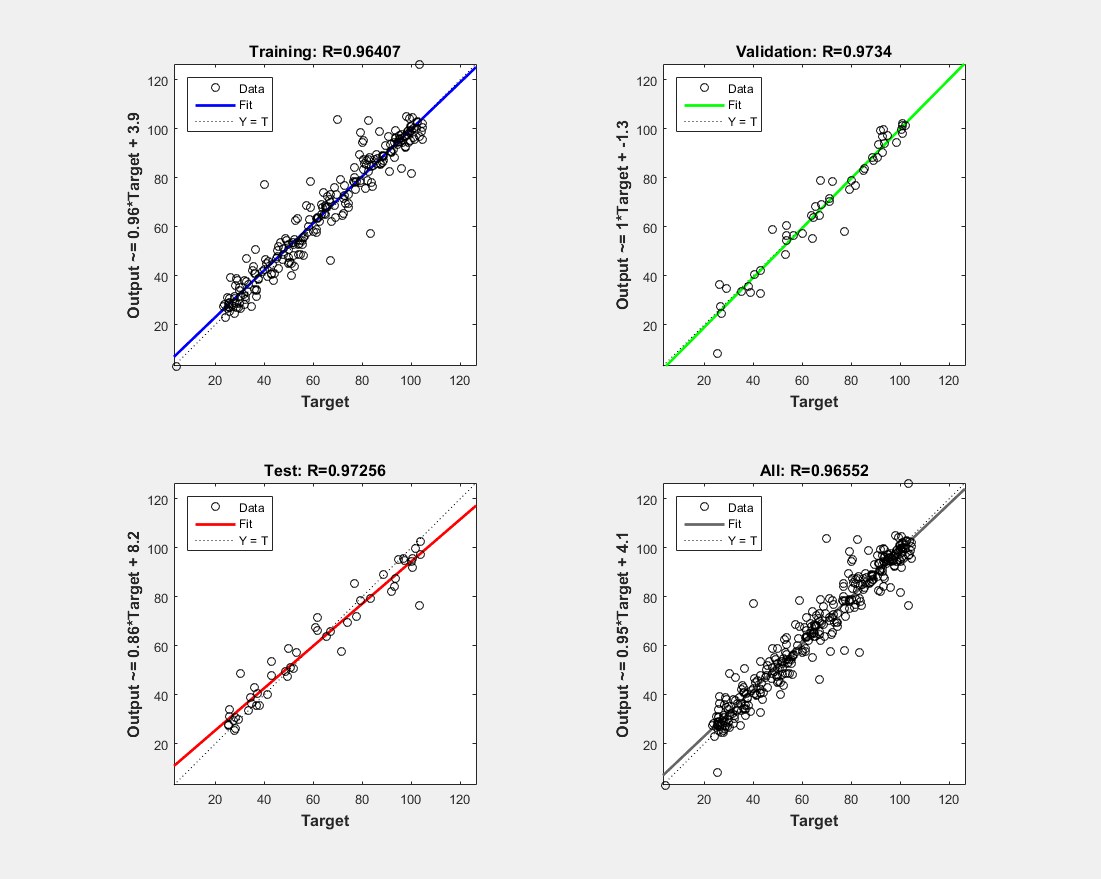 Training: R=0.96407
Data
Fit
Y = T
Output ~= 0.96*Target + 3.9
120
100
80
60
40
20
20 40 60 80 100 120
Target
Validation: R=0.9734
Data
Fit
Y = T
Output ~= 1*Target + -1.3
120
100
80
60
40
20
20 40 60 80 100 120
Target
Test: R=0.97256
Data
Fit
Y = T
Output ~= 0.86*Target + 8.2
120
100
80
60
40
20
20 40 60 80 100 120
Target
All: R=0.96552
Data
Fit
Y = T
Output ~= 0.95*Target + 4.1
120
100
80
60
40
20
20 40 60 80 100 120
Target